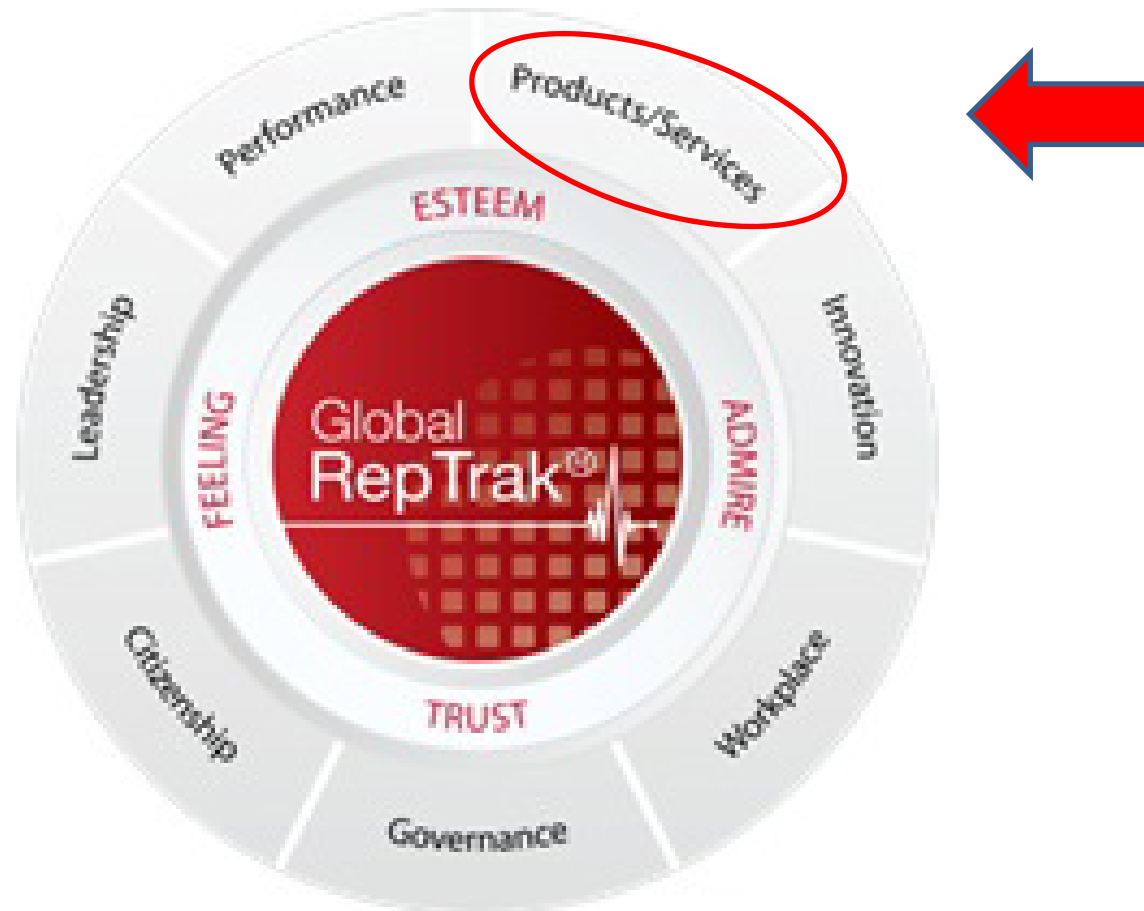 Performance
Products/Services
Innovation
Workplace
Governance
Citizenship
Leadership
ESTEEM
ADMIRE
TRUST
FEELING
Global
RepTrak®